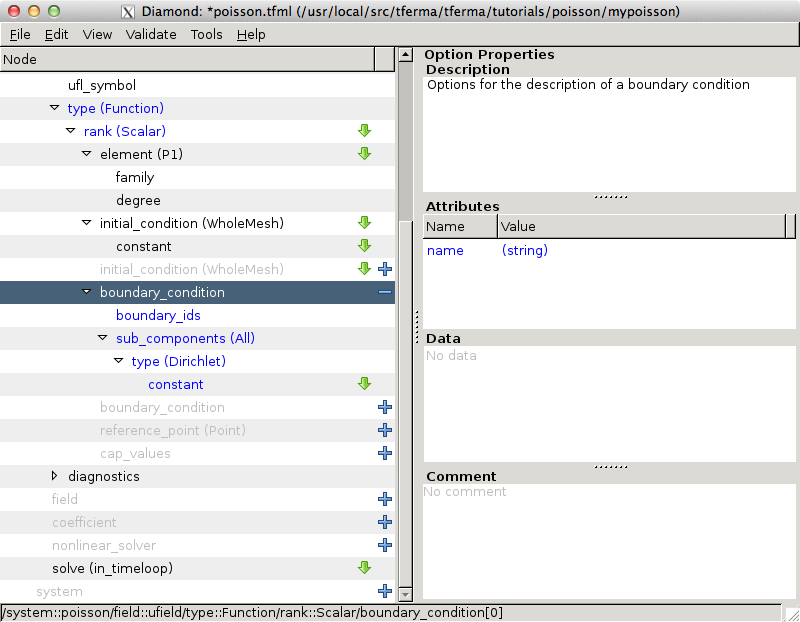 Diamond: *poisson.tfml (/usr/local/src/tferma/tferma/tutorials/poisson/mypoisson)
File Edit View Validate Tools Help
Node
ufl_symbol
type (Function)
rank (Scalar)
element (P1)
family
degree
initial_condition (WholeMesh)
constant
initial_condition (WholeMesh)
boundary_condition
boundary_ids
sub_components (All)
type (Dirichlet)
constant
boundary_condition
reference_point (Point)
cap_values
diagnostics
field
coefficient
nonlinear_solver
solve (in_timeloop)
system
Option Properties
Description
Options for the description of a boundary condition
Attributes
Name Value
name (string)
Data
No data
Comment
No comment
/system::poisson/field::ufield/type::Function/rank::Scalar/boundary_condition[0]